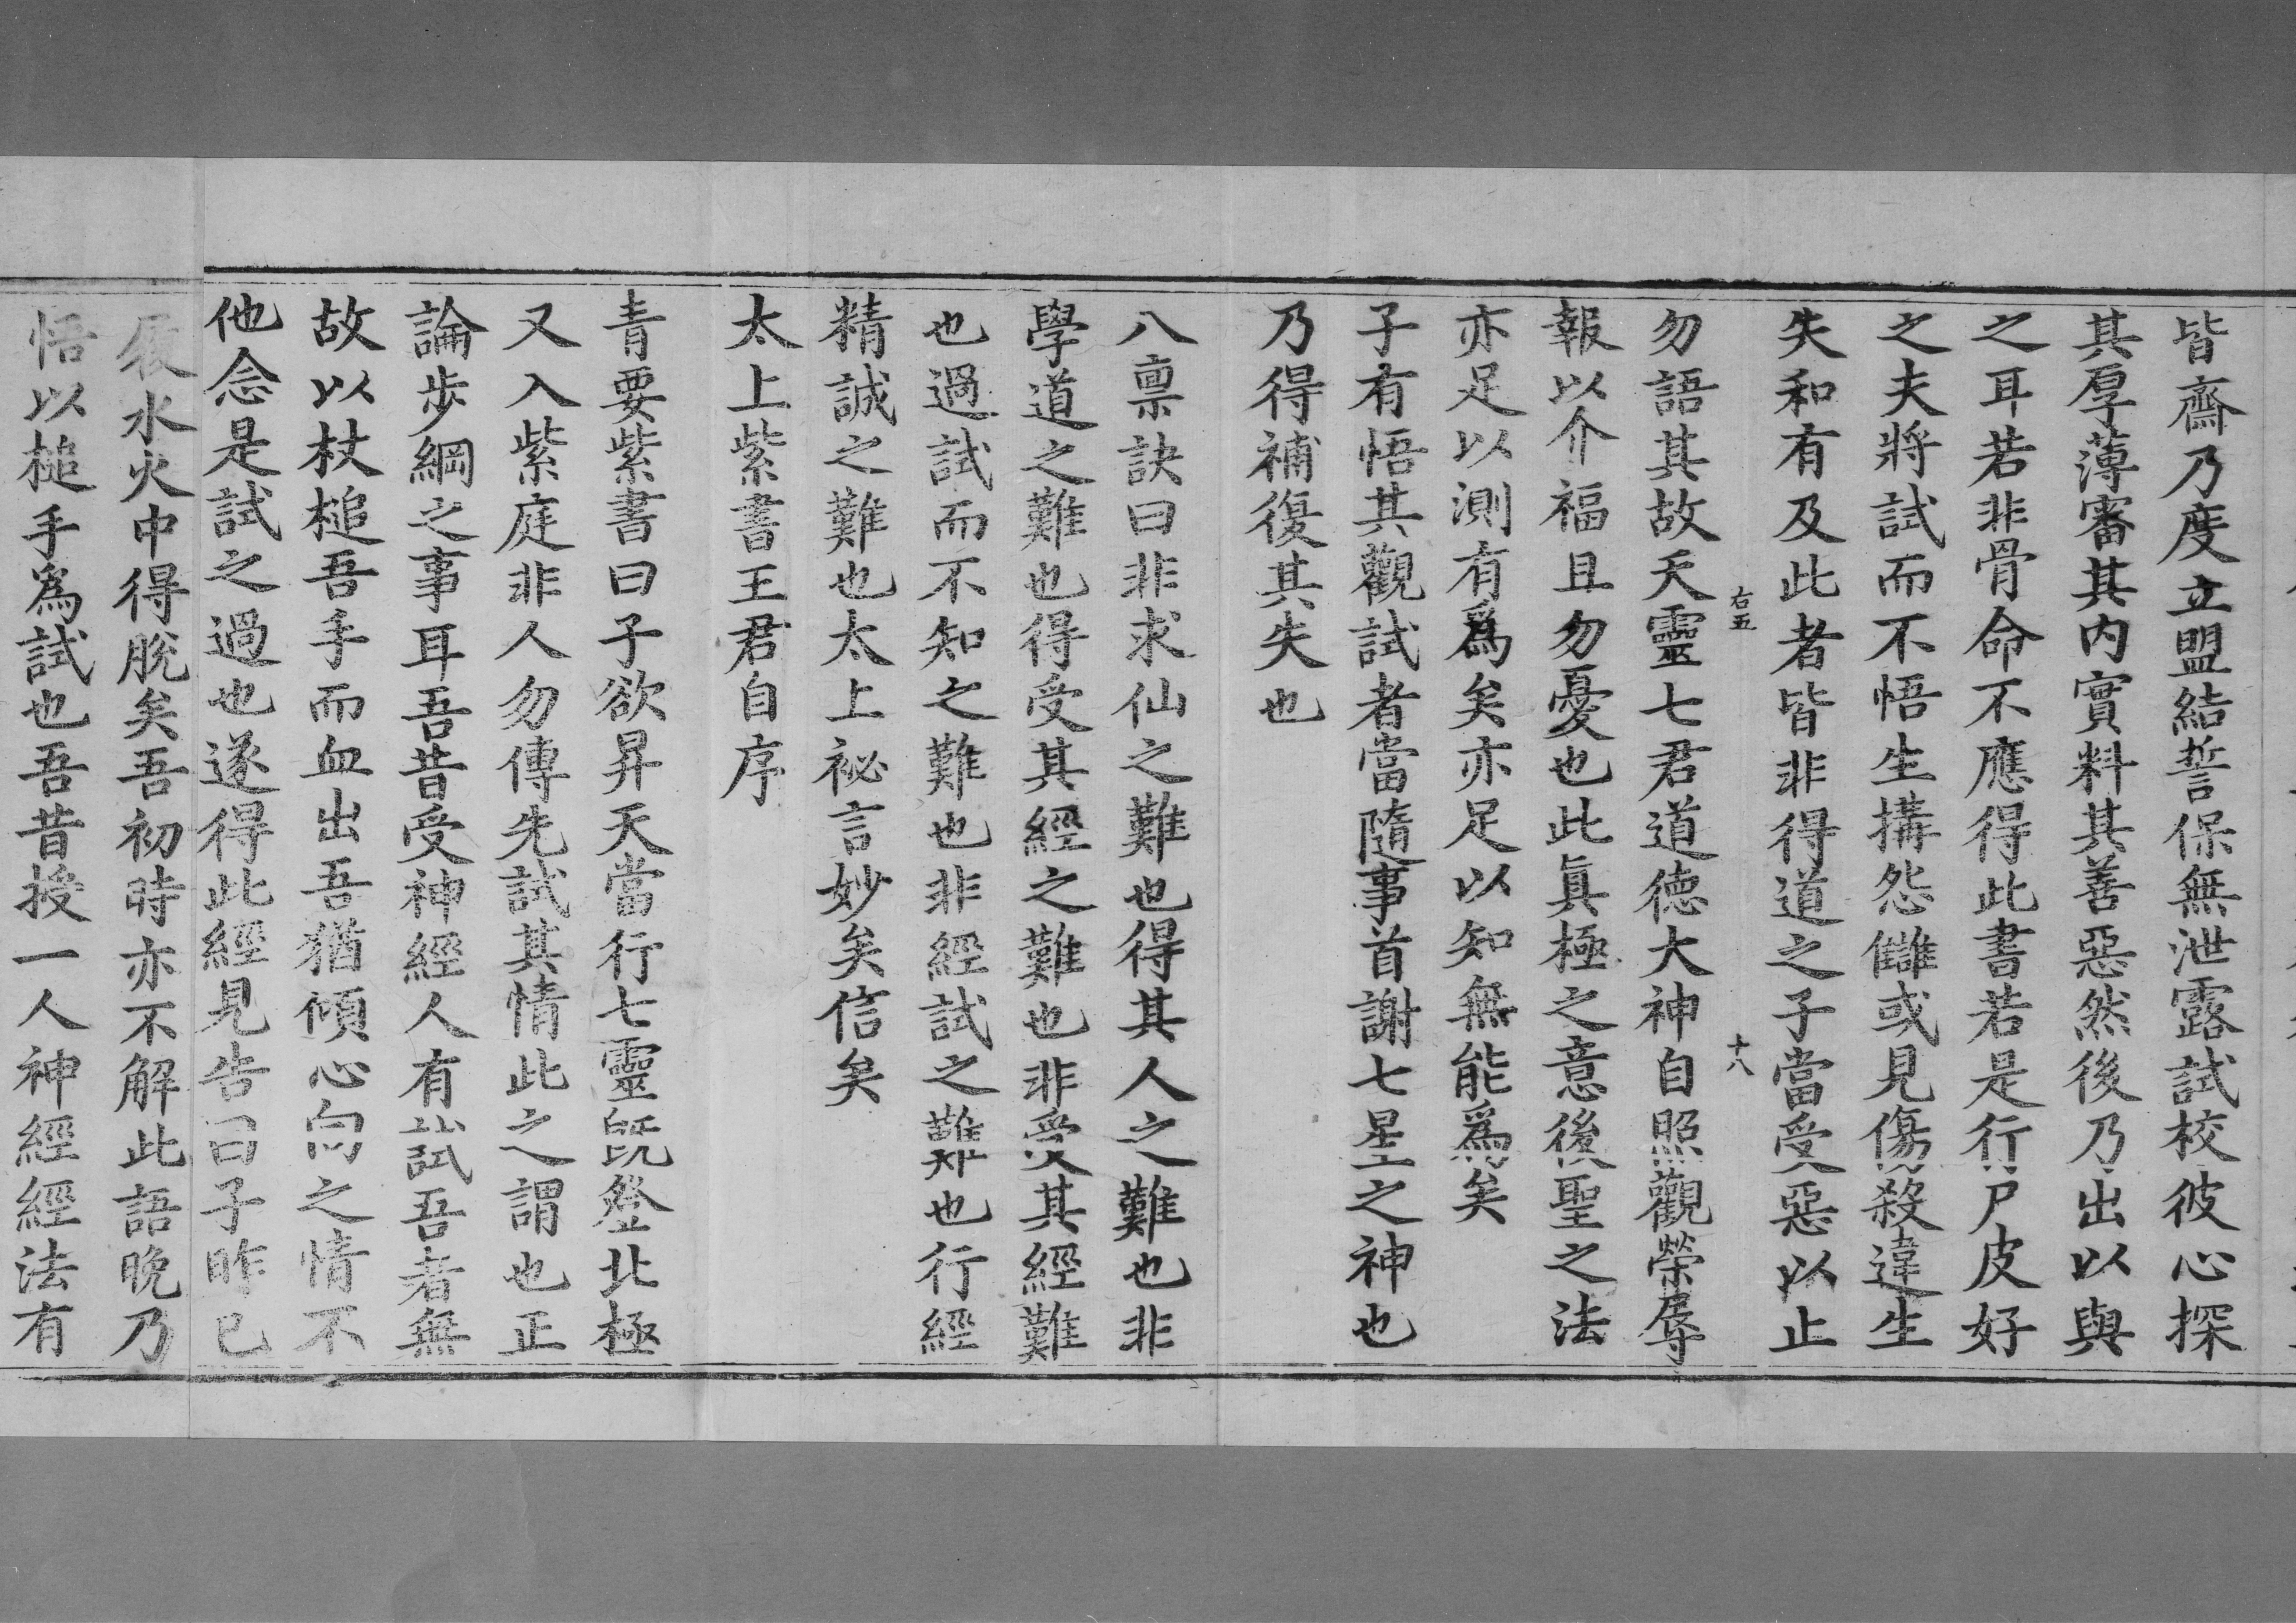 皆齋乃度立盟結誓保無泄露試校彼心探
其厚薄審其内實料其善惡然後乃出以與
之耳若非骨命不應得此書若是行尸皮好
之夫將試而不悟生搆怨讎或見傷殺違生
失和有及此者皆非得道之子當受惡以止
右五 十八
勿語其故天靈七君道德大神自照觀榮辱
報以介福且勿憂也此眞極之意後聖之法
亦足以測有爲矣亦足以知無能爲矣
子有悟其觀試者當隨事首謝七星之神也
乃得補復其失也
八禀訣曰非求仙之難也得其人之難也非
學道之難也得受其經之難也非受其經難
也過試而不知之難也非經試之難也行經
精誠之難也太上祕言妙矣信矣
太上紫書王君自序
青要紫書曰子欲昇天當行七靈旣登北極
又入紫庭非人勿傳先試其情此之謂也正
論步綱之事耳吾昔受神經人有試吾者無
故以杖槌吾手而血出吾猶傾心向之情不
他念是試之過也遂得此經見告曰子昨已
水火中得脫矣吾初時亦不解此語晚乃
悟以槌手爲試也吾昔授一人神經經法有